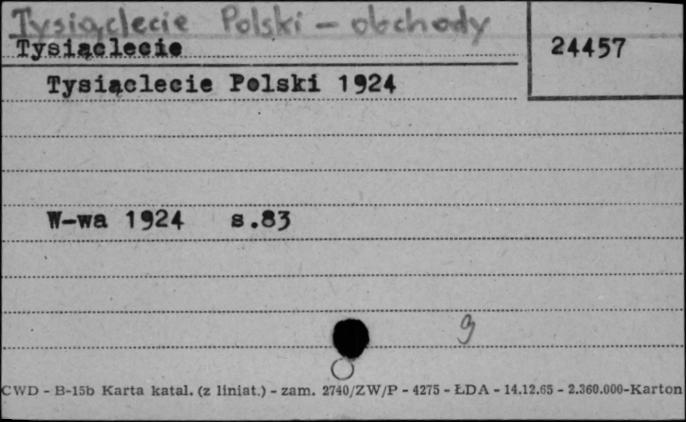 Tysiąclecie Polski - obchody
Tysiąclecie
24457
Tysiąclecie Polski 1924
W-wa 1924 s.83
9
CWD - B-15b Karta katal. (z liniat.) - zam. 2740/ZW/P - 4275 - ŁDA - 14.12.65 - 2.360.000-Karton